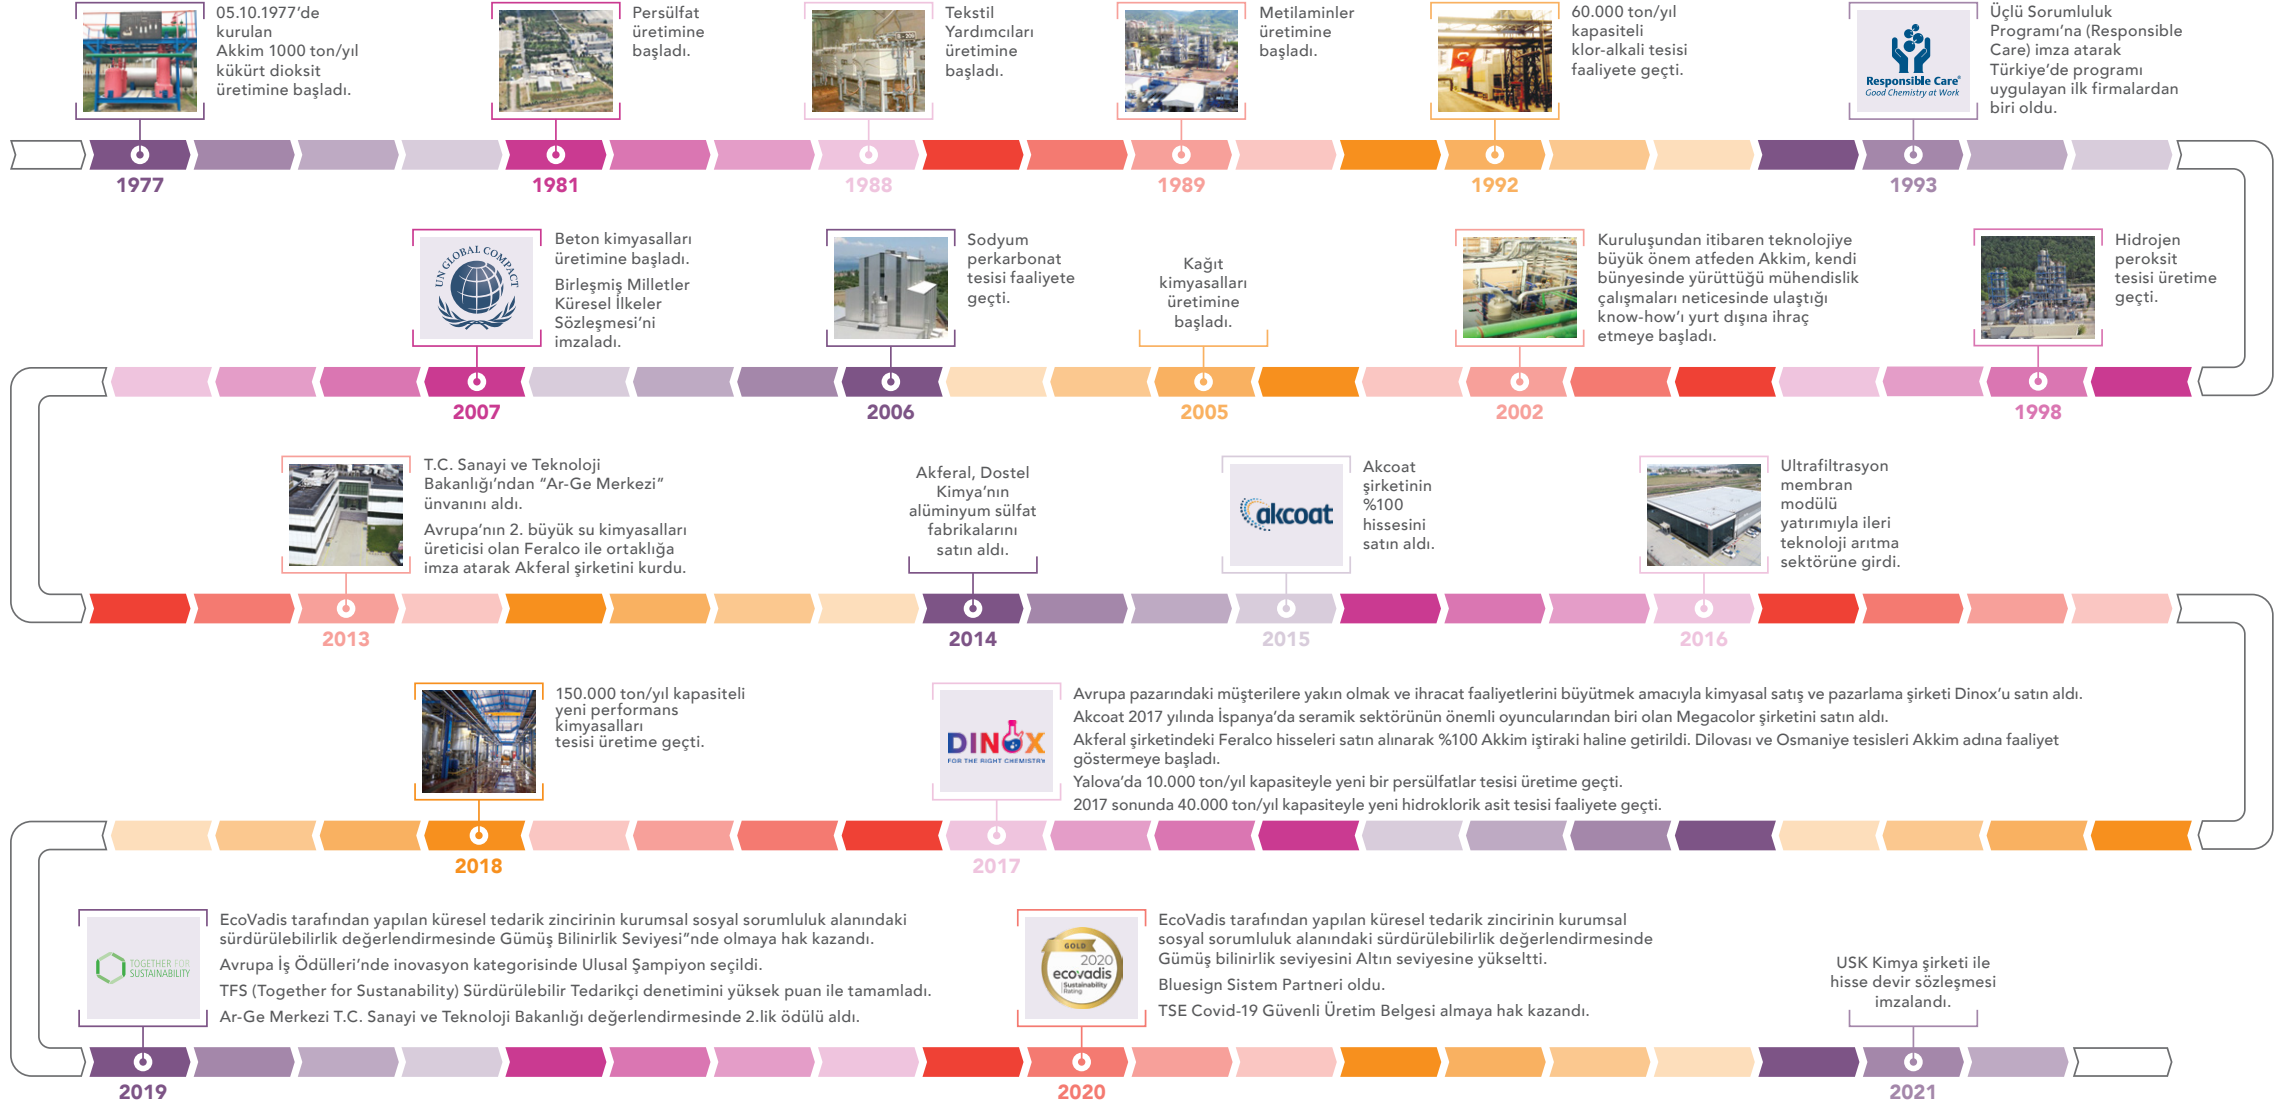 05.10.1977’de
kurulan
Akkim 1000 ton/yıl
kükürt dioksit
üretimine başladı.
1977
Persülfat
üretimine
başladı.
1981
Tekstil
Yardımcıları
üretimine
başladı.
1988
Metilaminler
üretimine
başladı.
1989
60.000 ton/yıl
kapasiteli
klor-alkali tesisi
faaliyete geçti.
1992
Responsible Care®
Good Chemistry at Work
Üçlü Sorumluluk
Programı’na (Responsible
Care) imza atarak
Türkiye’de programı
uygulayan ilk firmalardan
biri oldu.
1993
UN GLOBAL COMPACT
Beton kimyasalları
üretimine başladı.
Birleşmiş Milletler
Küresel İlkeler
Sözleşmesi’ni
imzaladı.
2007
Sodyum
perkarbonat
tesisi faaliyete
geçti.
2006
Kağıt
kimyasalları
üretimine
başladı.
2005
Kuruluşundan itibaren teknolojiye
büyük önem atfeden Akkim, kendi
bünyesinde yürüttüğü mühendislik
çalışmaları neticesinde ulaştığı
know-how’ı yurt dışına ihraç
etmeye başladı.
2002
Hidrojen
peroksit
tesisi üretime
geçti.
1998
T.C. Sanayi ve Teknoloji
Bakanlığı’ndan “Ar-Ge Merkezi”
ünvanını aldı.
Avrupa’nın 2. büyük su kimyasalları
üreticisi olan Feralco ile ortaklığa
imza atarak Akferal şirketini kurdu.
2013
Akferal, Dostel
Kimya’nın
alüminyum sülfat
fabrikalarını
satın aldı.
2014
akcoat
Akcoat
şirketinin
%100
hissesini
satın aldı.
2015
Ultrafiltrasyon
membran
modülü
yatırımıyla ileri
teknoloji arıtma
sektörüne girdi.
2016
150.000 ton/yıl kapasiteli
yeni performans
kimyasalları
tesisi üretime geçti.
2018
DINOX
FOR THE RIGHT CHEMISTRY
Avrupa pazarındaki müşterilere yakın olmak ve ihracat faaliyetlerini büyütmek amacıyla kimyasal satış ve pazarlama şirketi Dinox’u satın aldı.
Akcoat 2017 yılında İspanya’da seramik sektörünün önemli oyuncularından biri olan Megacolor şirketini satın aldı.
Akferal şirketindeki Feralco hisseleri satın alınarak %100 Akkim iştiraki haline getirildi. Dilovası ve Osmaniye tesisleri Akkim adına faaliyet
göstermeye başladı.
Yalova’da 10.000 ton/yıl kapasiteyle yeni bir persülfatlar tesisi üretime geçti.
2017 sonunda 40.000 ton/yıl kapasiteyle yeni hidroklorik asit tesisi faaliyete geçti.
2017
TOGETHER FOR
SUSTAINABILITY
EcoVadis tarafından yapılan küresel tedarik zincirinin kurumsal sosyal sorumluluk alanındaki
sürdürülebilirlik değerlendirmesinde Gümüş Bilinirlik Seviyesi”nde olmaya hak kazandı.
Avrupa İş Ödülleri’nde inovasyon kategorisinde Ulusal Şampiyon seçildi.
TFS (Together for Sustanability) Sürdürülebilir Tedarikçi denetimini yüksek puan ile tamamladı.
Ar-Ge Merkezi T.C. Sanayi ve Teknoloji Bakanlığı değerlendirmesinde 2.lik ödülü aldı.
2019
GOLD
2020
ecovadis
Sustainability
Rating
EcoVadis tarafından yapılan küresel tedarik zincirinin kurumsal
sosyal sorumluluk alanındaki sürdürülebilirlik değerlendirmesinde
Gümüş bilinirlik seviyesini Altın seviyesine yükseltti.
Bluesign Sistem Partneri oldu.
TSE Covid-19 Güvenli Üretim Belgesi almaya hak kazandı.
2020
USK Kimya şirketi ile
hisse devir sözleşmesi
imzalandı.
2021